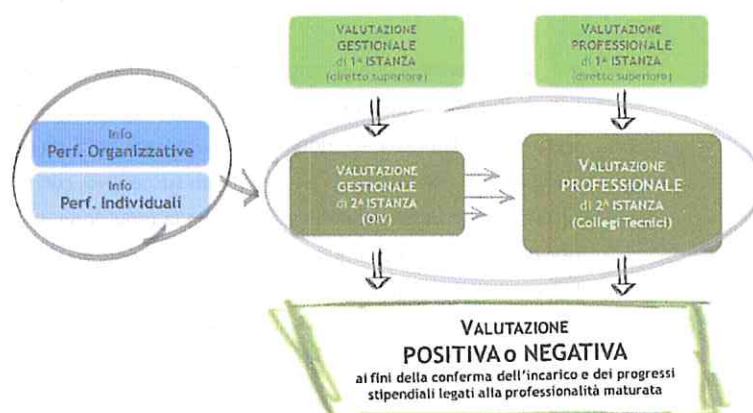 VALUTAZIONE
GESTIONALE
di 1ª ISTANZA
(diretto superiore)
VALUTAZIONE
PROFESSIONALE
di 1ª ISTANZA
(diretto superiore)
Info
Perf. Organizzative
Info
Perf. Individuali
VALUTAZIONE
GESTIONALE
di 2ª ISTANZA
(OIV)
VALUTAZIONE
PROFESSIONALE
di 2ª ISTANZA
(Collegi Tecnici)
VALUTAZIONE
POSITIVA o NEGATIVA
ai fini della conferma dell'incarico e dei progressi
stipendiali legati alla professionalità maturata